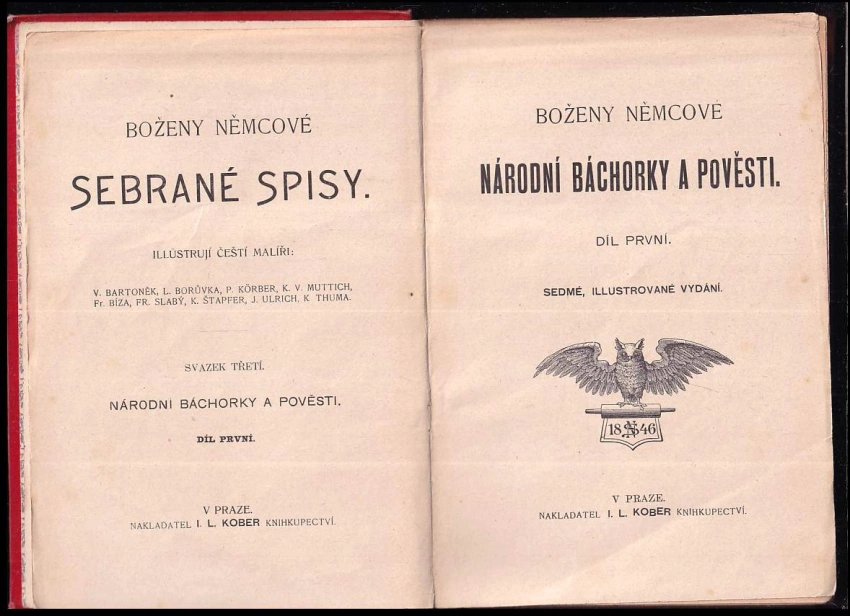 BOŽENY NĚMCOVÉ
SEBRANÉ SPISY.
ILLUSTRUJÍ ČEŠTÍ MALÍŘI:
V. BARTONĚK, L. BORŮVKA, P. KÖRBER, K. V. MUTTICH,
Fr. BÍZA, FR. SLABÝ, K. ŠTAPFER, J. ULRICH, K THUMA.
SVAZEK TŘETÍ.
NÁRODNÍ BÁCHORKY A POVĚSTI.
DÍL PRVNÍ.
V PRAZE.
NAKLADATEL I. L. KOBER KNIHKUPECTVÍ.
BOŽENY NĚMCOVÉ
NÁRODNÍ BÁCHORKY A POVĚSTI.
DÍL PRVNÍ.
SEDMÉ, ILLUSTROVANÉ VYDÁNÍ.
18 46
V PRAZE.
NAKLADATEL I. L. KOBER KNIHKUPECTVÍ.